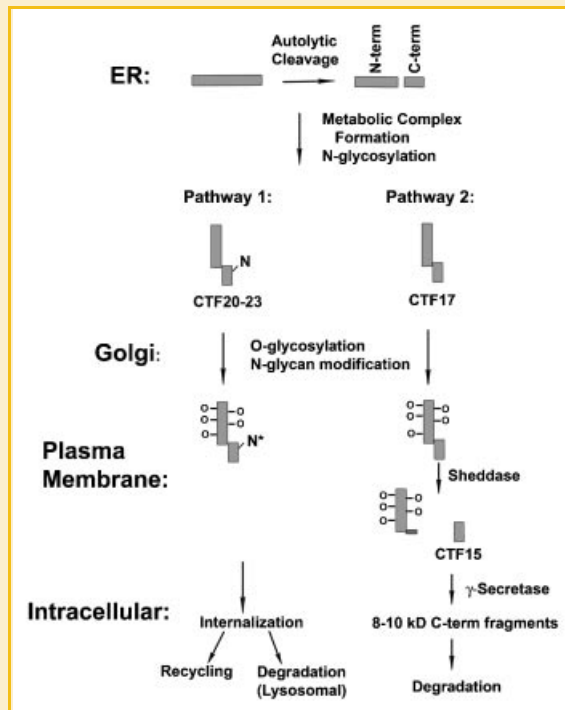 Autolytic
Cleavage
N-term
C-term
ER:
Metabolic Complex
Formation
N-glycosylation
Pathway 1:
Pathway 2:
N
CTF20-23
CTF17
Golgi:
O-glycosylation
N-glycan modification
O
O
O
O
O
O
N*
O
O
O
O
O
O
Plasma
Membrane:
Sheddase
O
O
O
O
O
O
CTF15
γ-Secretase
Intracellular:
Internalization
8-10 kD C-term fragments
Recycling
Degradation
(Lysosomal)
Degradation